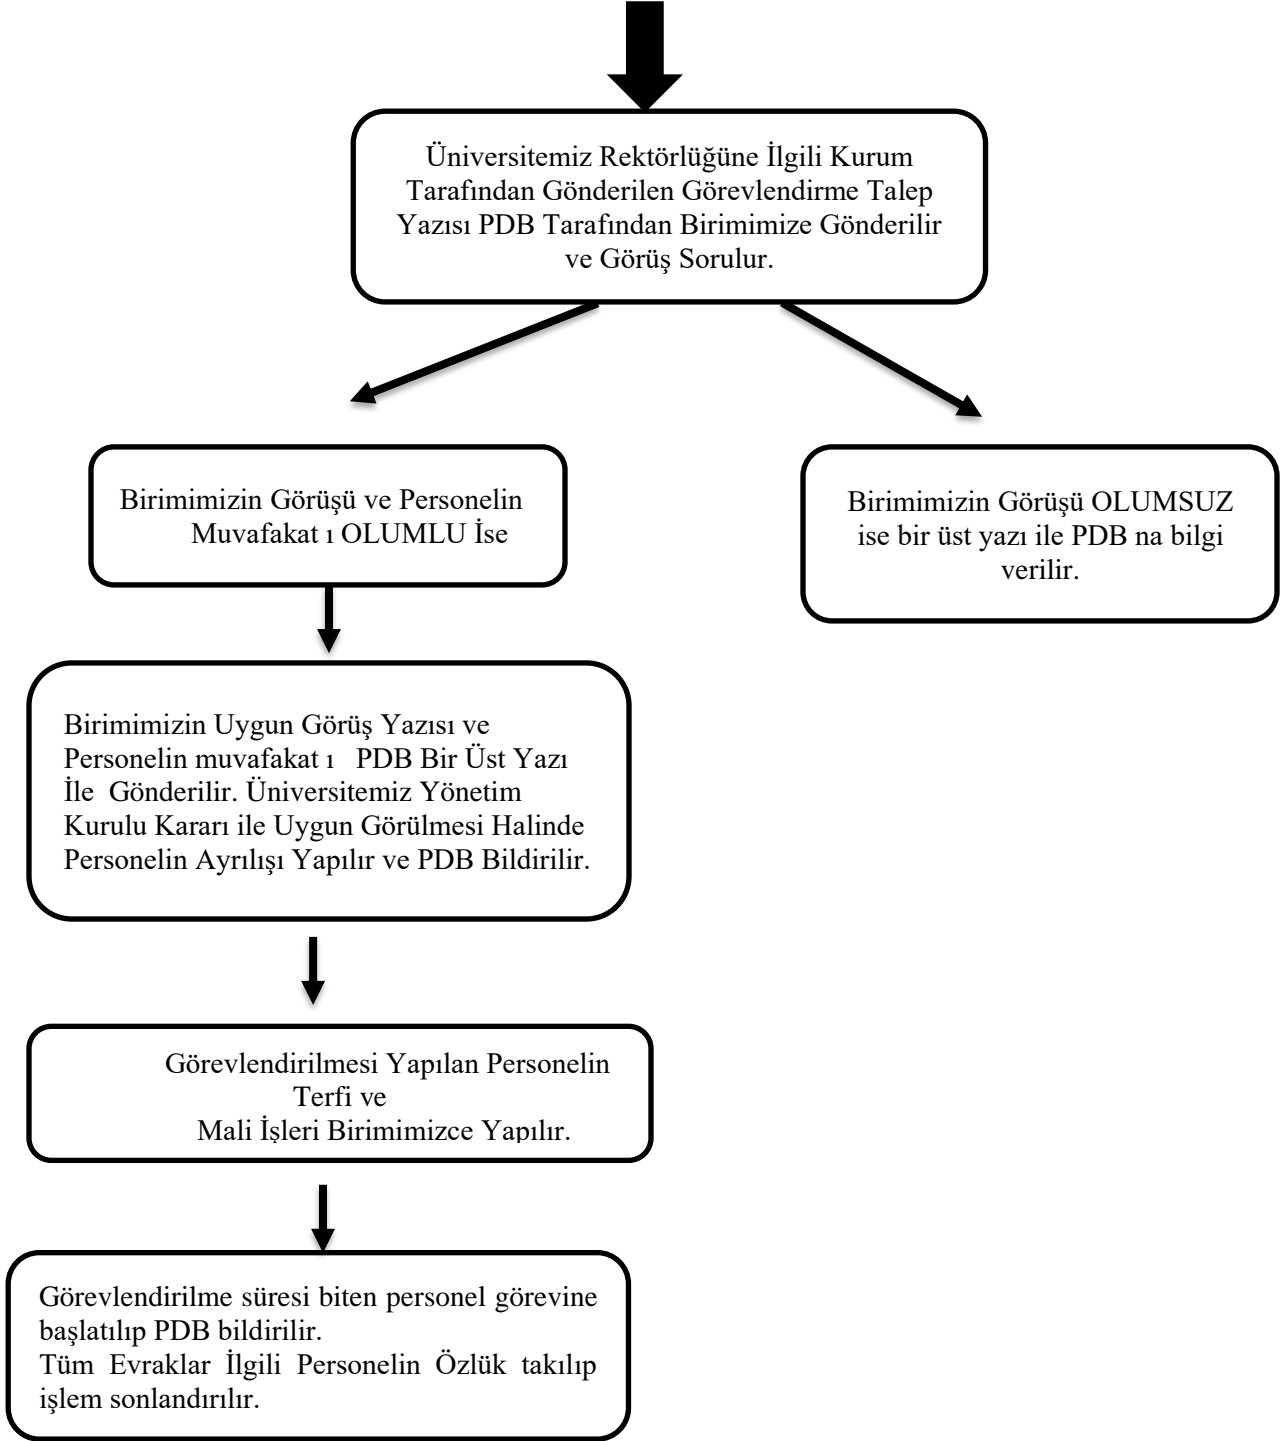 Üniversitemiz Rektörlüğüne İlgili Kurum
Tarafından Gönderilen Görevlendirme Talep
Yazısı PDB Tarafından Birimimize Gönderilir
ve Görüş Sorulur.
Birimimizin Görüşü ve Personelin
Muvafakat ı OLUMLU İse
Birimimizin Görüşü OLUMSUZ
ise bir üst yazı ile PDB na bilgi
verilir.
Birimimizin Uygun Görüş Yazısı ve
Personelin muvafakat ı PDB Bir Üst Yazı
İle Gönderilir. Üniversitemiz Yönetim
Kurulu Kararı ile Uygun Görülmesi Halinde
Personelin Ayrılışı Yapılır ve PDB Bildirilir.
Görevlendirilmesi Yapılan Personelin
Terfi ve
Mali İşleri Birimimizce Yapılır.
Görevlendirilme süresi biten personel görevine
başlatılıp PDB bildirilir.
Tüm Evraklar İlgili Personelin Özlük takılıp
işlem sonlandırılır.